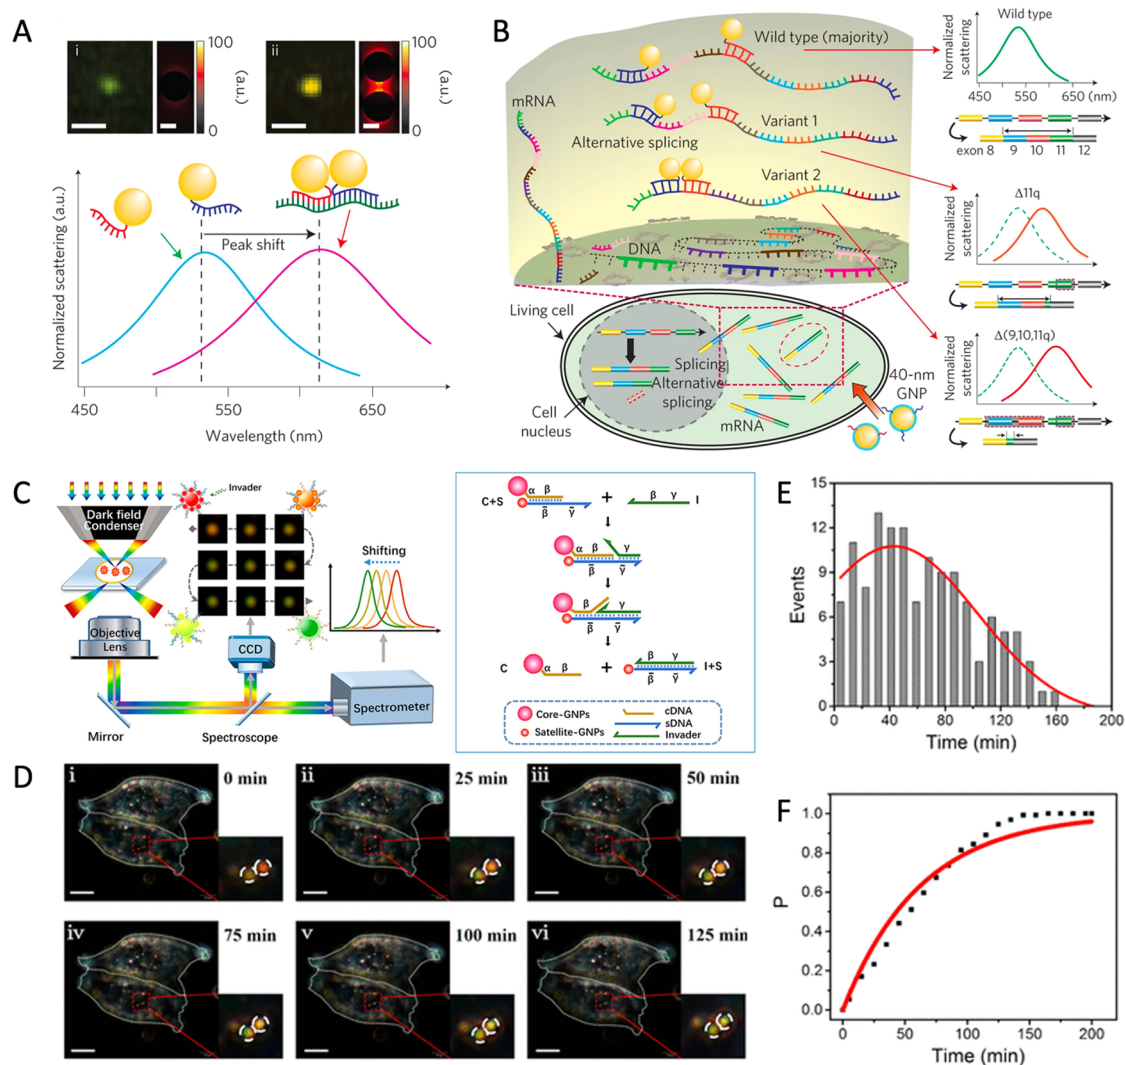 A
i
100
0
(a.u.)
ii
100
0
(a.u.)
Normalized scattering (a.u.)
Peak shift
450
550
650
Wavelength (nm)
B
mRNA
Wild type (majority)
Alternative splicing
Variant 1
Variant 2
DNA
Living cell
Cell
nucleus
Splicing
Alternative
splicing
mRNA
40-nm
GNP
Normalized
scattering
Wild type
450
550
650 (nm)
exon 8 9 10 11 12
Normalized
scattering
Δ11q
Normalized
scattering
Δ(9,10,11q)
C
Dark field
Condenser
Invader
Objective
Lens
Mirror
CCD
Spectroscope
Shifting
Spectrometer
C+S
α β
β̄ γ̄
+
β γ
I
α β γ
β̄ γ̄
β γ
β̄ γ̄
C
α β
+
β γ
β̄ γ̄
I+S
Core-GNPs
cDNA
Satellite-GNPs
sDNA
Invader
D
i
0 min
ii
25 min
iii
50 min
iv
75 min
v
100 min
vi
125 min
E
Events
15
12
9
6
3
0
0 40 80 120 160 200
Time (min)
F
P
1.0
0.8
0.6
0.4
0.2
0.0
0 50 100 150 200
Time (min)